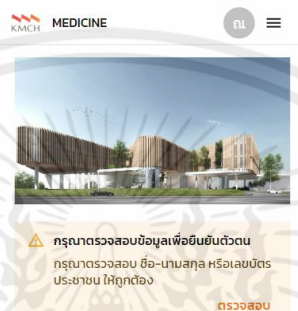 KMCH MEDICINE
ณ
กรุณาตรวจสอบข้อมูลเพื่อยืนยันตัวตน
กรุณาตรวจสอบ ชื่อ-นามสกุล หรือเลขบัตร
ประชาชน ให้ถูกต้อง
ตรวจสอบ